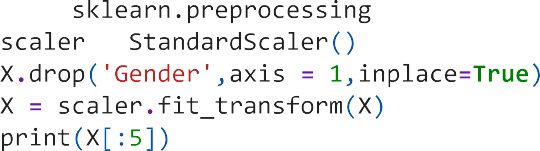 sklearn.preprocessing
scaler StandardScaler()
X.drop('Gender',axis = 1,inplace=True)
X = scaler.fit_transform(X)
print(X[:5])